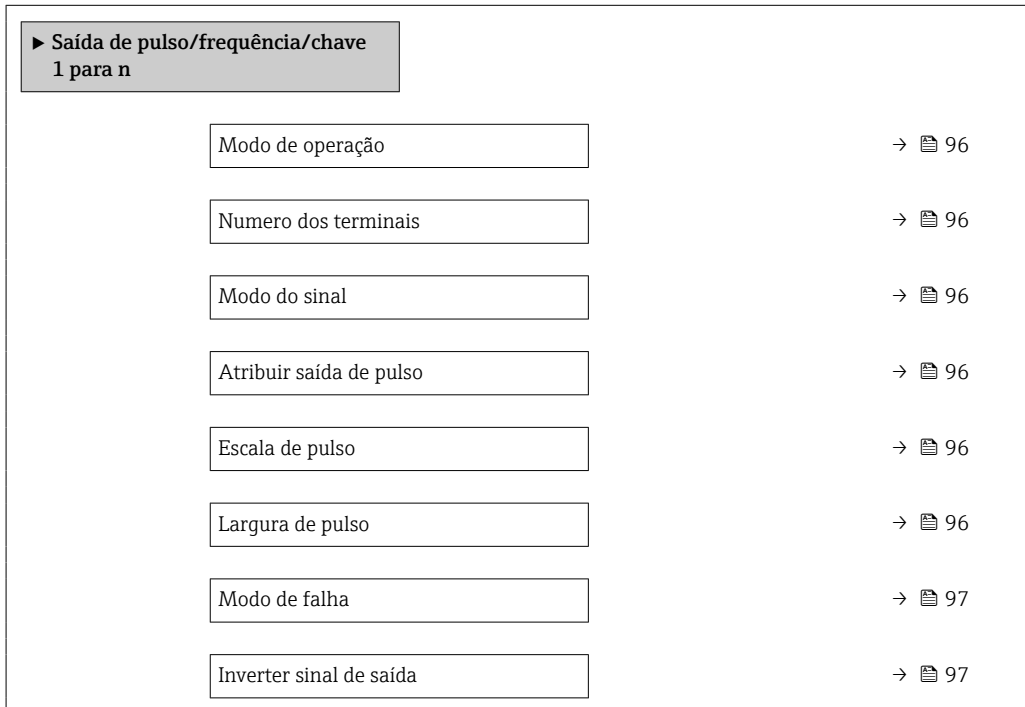 ▶ Saída de pulso/frequência/chave
1 para n
Modo de operação → 96
Numero dos terminais → 96
Modo do sinal → 96
Atribuir saída de pulso → 96
Escala de pulso → 96
Largura de pulso → 96
Modo de falha → 97
Inverter sinal de saída → 97